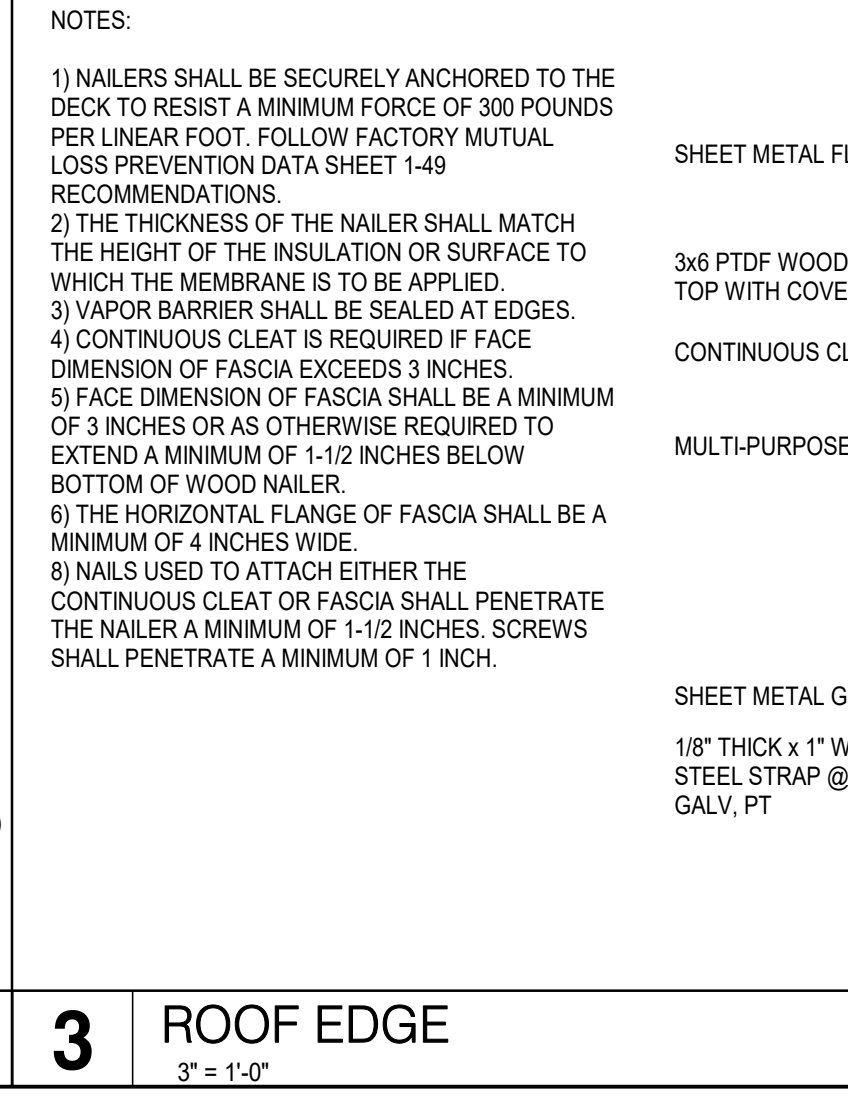 NOTES:
1) NAILERS SHALL BE SECURELY ANCHORED TO THE
DECK TO RESIST A MINIMUM FORCE OF 300 POUNDS
PER LINEAR FOOT. FOLLOW FACTORY MUTUAL
LOSS PREVENTION DATA SHEET 1-49
RECOMMENDATIONS.
2) THE THICKNESS OF THE NAILER SHALL MATCH
THE HEIGHT OF THE INSULATION OR SURFACE TO
WHICH THE MEMBRANE IS TO BE APPLIED.
3) VAPOR BARRIER SHALL BE SEALED AT EDGES.
4) CONTINUOUS CLEAT IS REQUIRED IF FACE
DIMENSION OF FASCIA EXCEEDS 3 INCHES.
5) FACE DIMENSION OF FASCIA SHALL BE A MINIMUM
OF 3 INCHES OR AS OTHERWISE REQUIRED TO
EXTEND A MINIMUM OF 1-1/2 INCHES BELOW
BOTTOM OF WOOD NAILER.
6) THE HORIZONTAL FLANGE OF FASCIA SHALL BE A
MINIMUM OF 4 INCHES WIDE.
8) NAILS USED TO ATTACH EITHER THE
CONTINUOUS CLEAT OR FASCIA SHALL PENETRATE
THE NAILER A MINIMUM OF 1-1/2 INCHES. SCREWS
SHALL PENETRATE A MINIMUM OF 1 INCH.
SHEET METAL FL
3x6 PTDF WOOD
TOP WITH COVE
CONTINUOUS CL
MULTI-PURPOSE
SHEET METAL G
1/8" THICK x 1" W
STEEL STRAP @
GALV, PT
3
ROOF EDGE
3" = 1'-0"